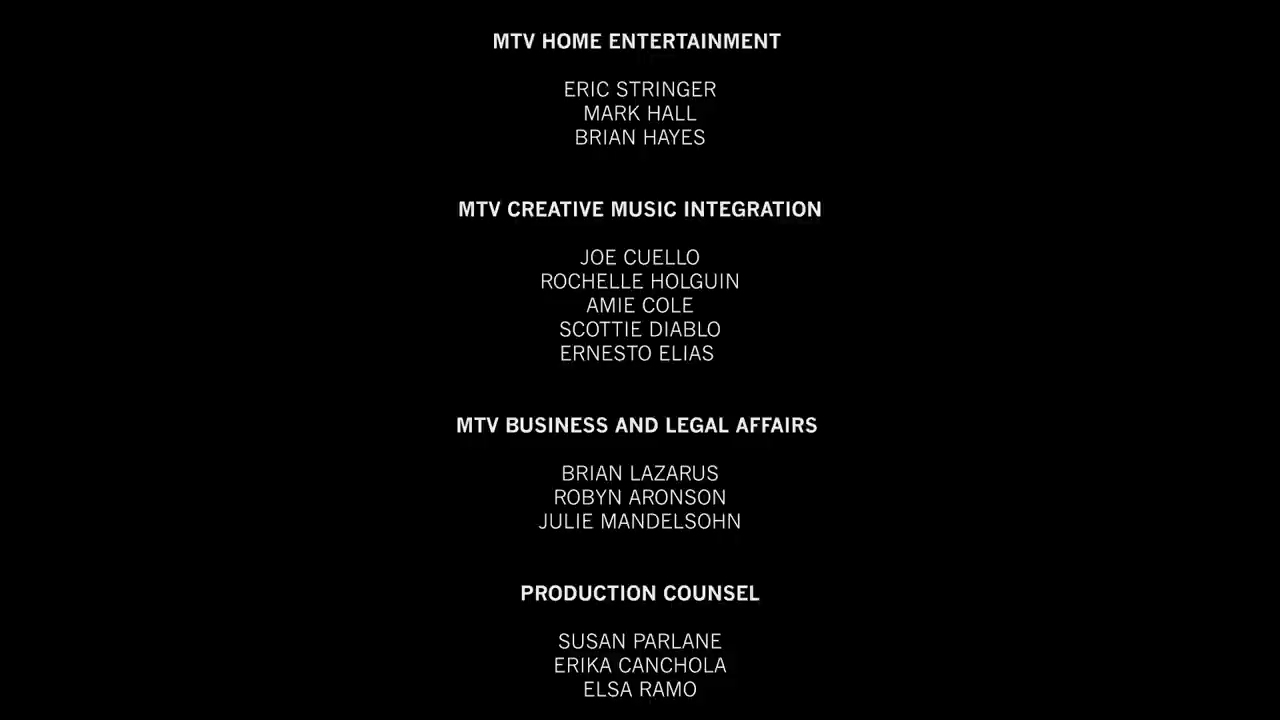 MTV HOME ENTERTAINMENT
ERIC STRINGER
MARK HALL
BRIAN HAYES
MTV CREATIVE MUSIC INTEGRATION
JOE CUELLO
ROCHELLE HOLGUIN
AMIE COLE
SCOTTIE DIABLO
ERNESTO ELIAS
MTV BUSINESS AND LEGAL AFFAIRS
BRIAN LAZARUS
ROBYN ARONSON
JULIE MANDELSOHN
PRODUCTION COUNSEL
SUSAN PARLANE
ERIKA CANCHOLA
ELSA RAMO